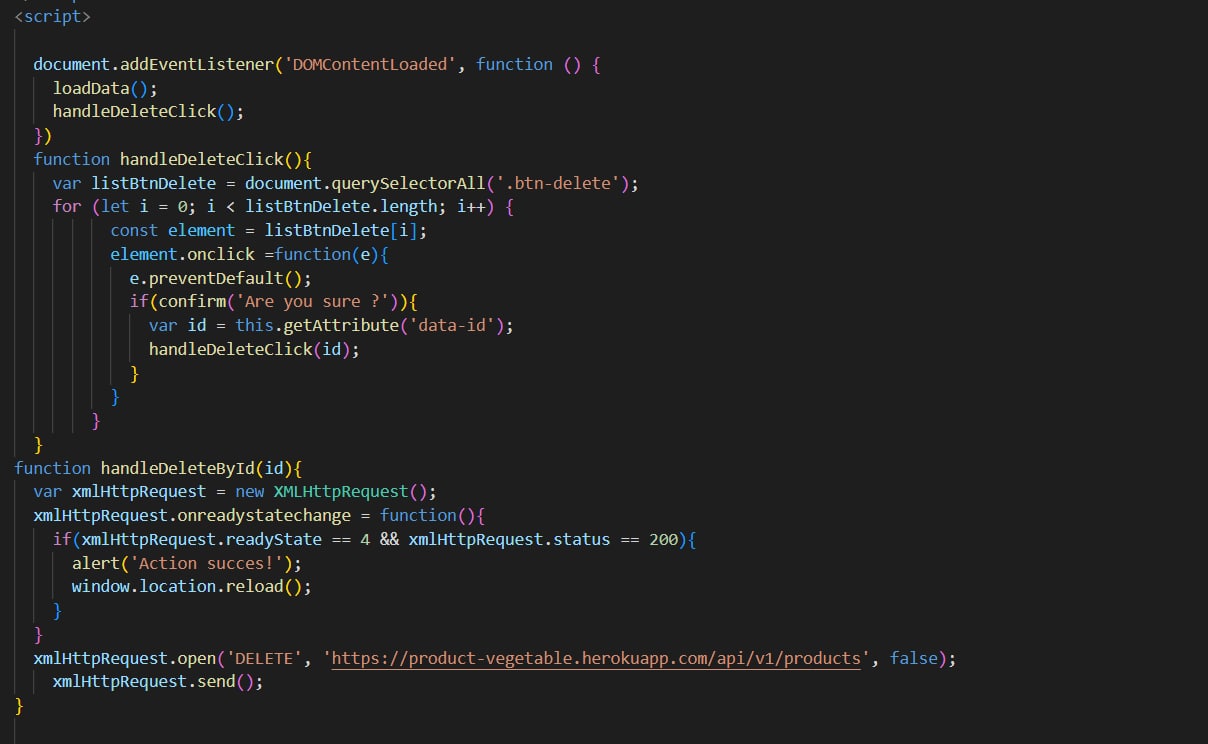 <script>
document.addEventListener('DOMContentLoaded', function () {
loadData();
handleDeleteClick();
})
function handleDeleteClick(){
var listBtnDelete = document.querySelectorAll('.btn-delete');
for (let i = 0; i < listBtnDelete.length; i++) {
const element = listBtnDelete[i];
element.onclick =function(e){
e.preventDefault();
if(confirm('Are you sure ?')){
var id = this.getAttribute('data-id');
handleDeleteClick(id);
}
}
}
}
function handleDeleteById(id){
var xmlHttpRequest = new XMLHttpRequest();
xmlHttpRequest.onreadystatechange = function(){
if(xmlHttpRequest.readyState == 4 && xmlHttpRequest.status == 200){
alert('Action succes!');
window.location.reload();
}
}
xmlHttpRequest.open('DELETE', 'https://product-vegetable.herokuapp.com/api/v1/products', false);
xmlHttpRequest.send();
}